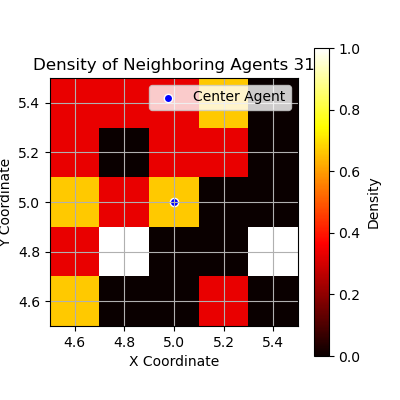 Density of Neighboring Agents 31
Center Agent
Y Coordinate
5.4
5.2
5.0
4.8
4.6
4.6 4.8 5.0 5.2 5.4
X Coordinate
1.0
0.8
0.6
0.4
0.2
0.0
Density